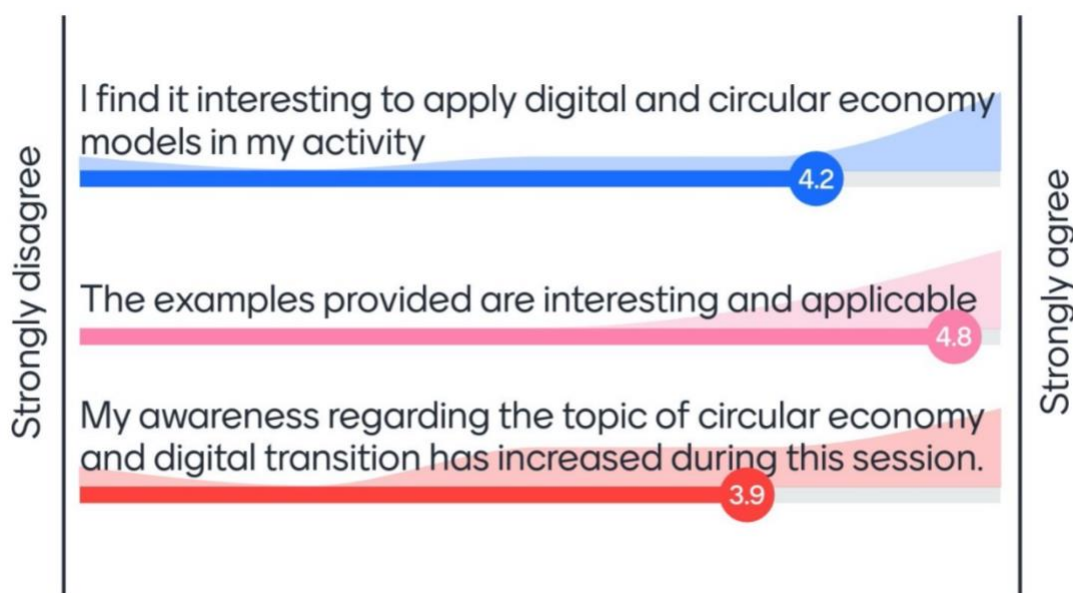 Strongly disagree
I find it interesting to apply digital and circular economy
models in my activity
4.2
The examples provided are interesting and applicable
4.8
My awareness regarding the topic of circular economy
and digital transition has increased during this session.
3.9
Strongly agree